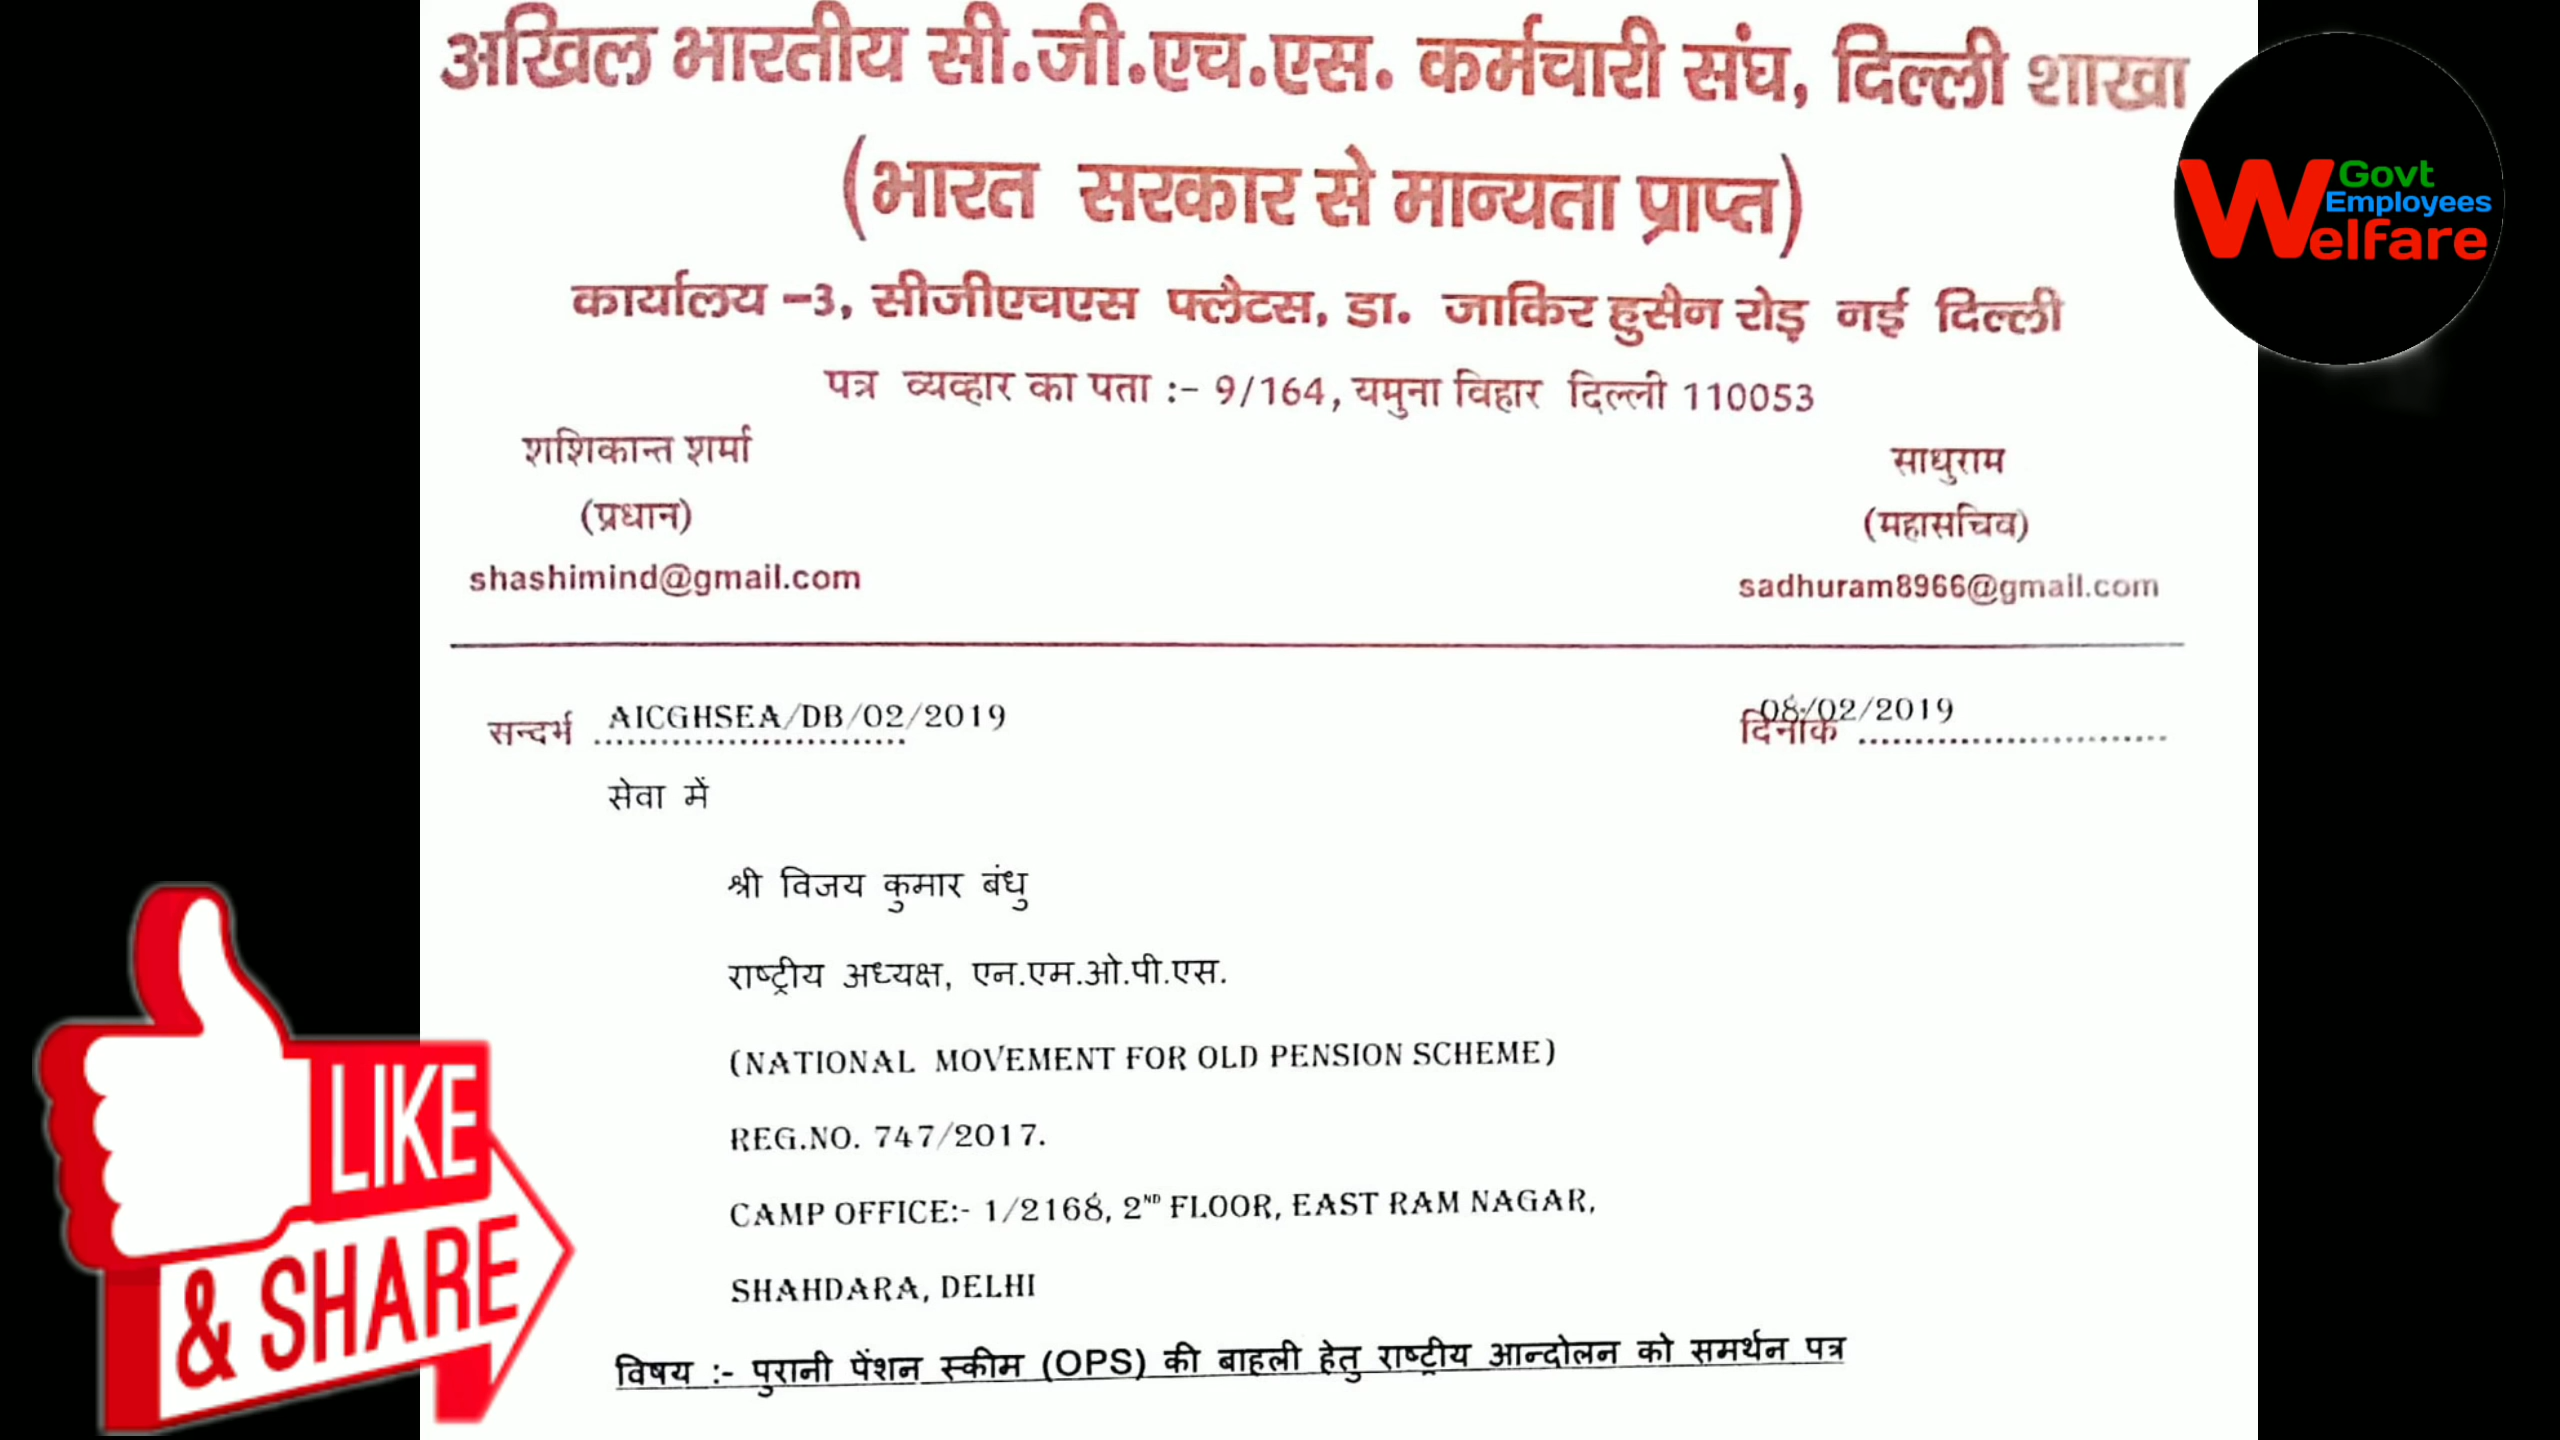 अखिल भारतीय सी.जी.एच.एस. कर्मचारी संघ, दिल्ली शाखा
(भारत सरकार से मान्यता प्राप्त)
कार्यालय -3, सीजीएचएस फ्लैटस, डा. जाकिर हुसैन रोड़ नई दिल्ली
पत्र व्यव्हार का पता :- 9/164, यमुना विहार दिल्ली 110053
शशिकान्त शर्मा
(प्रधान)
shashimind@gmail.com
साधुराम
(महासचिव)
sadhuram8966@gmail.com
सन्दर्भ AICGHSEA/DB/02/2019
दिनांक 08/02/2019
सेवा में
श्री विजय कुमार बंधु
राष्ट्रीय अध्यक्ष, एन.एम.ओ.पी.एस.
(NATIONAL MOVEMENT FOR OLD PENSION SCHEME)
REG.NO. 747/2017.
CAMP OFFICE:- 1/2168, 2ND FLOOR, EAST RAM NAGAR,
SHAHDARA, DELHI
विषय :- पुरानी पेंशन स्कीम (OPS) की बाहली हेतु राष्ट्रीय आन्दोलन को समर्थन पत्र
Govt
Employees
Welfare
LIKE
& SHARE